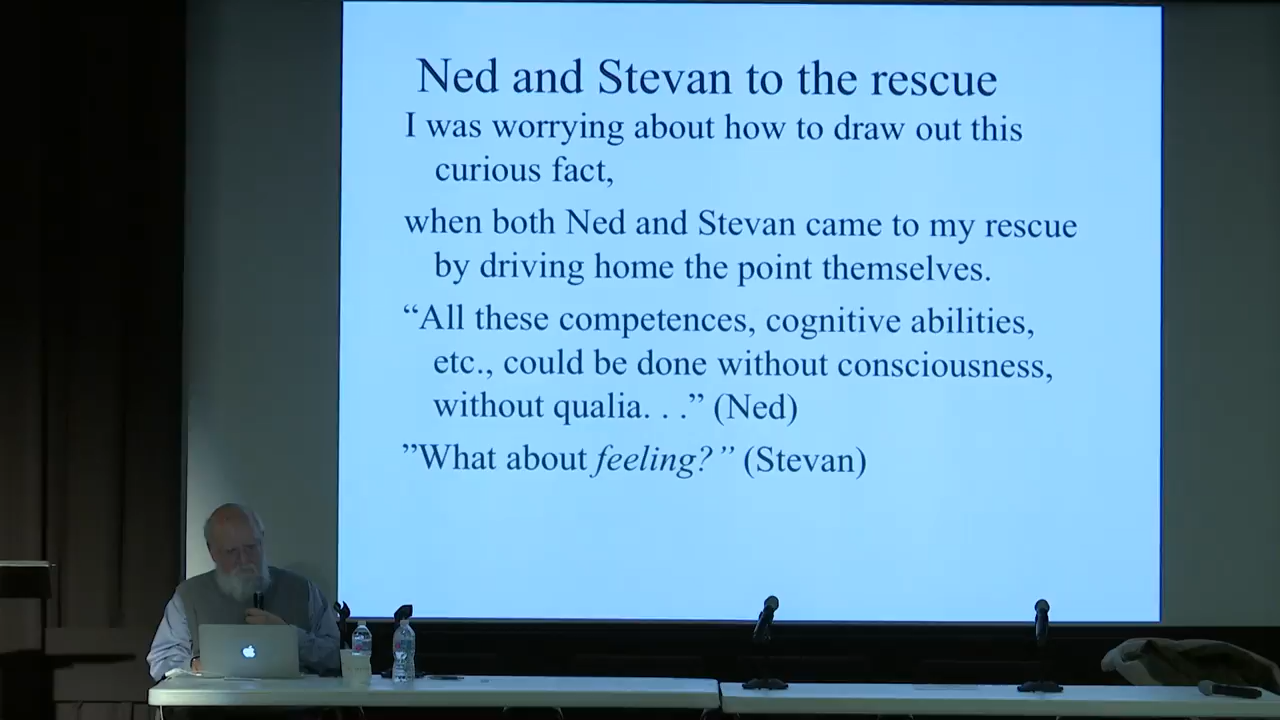 Ned and Stevan to the rescue
I was worrying about how to draw out this
curious fact,
when both Ned and Stevan came to my rescue
by driving home the point themselves.
“All these competences, cognitive abilities,
etc., could be done without consciousness,
without qualia. . .” (Ned)
”What about feeling? ” (Stevan)